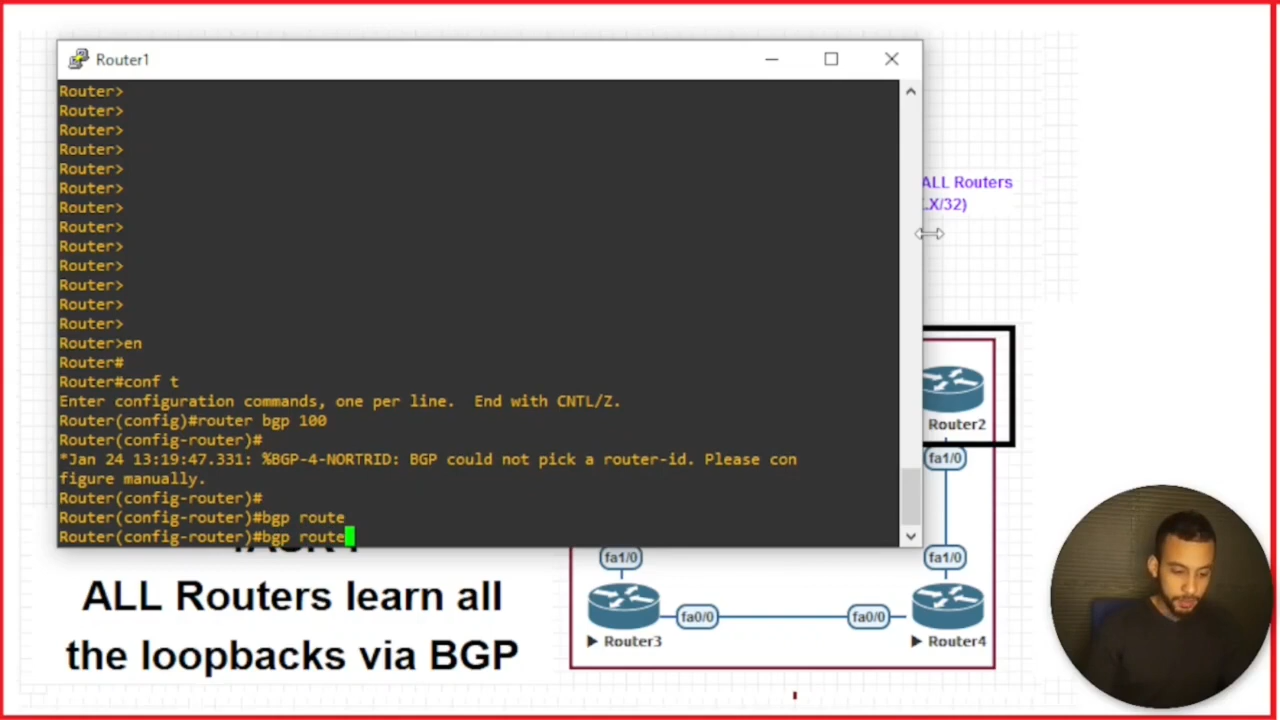 Router1
Router>
Router>
Router>
Router>
Router>
Router>
Router>
Router>
Router>
Router>
Router>
Router>
Router>
Router>en
Router#
Router#conf t
Enter configuration commands, one per line.  End with CNTL/Z.
Router(config)#router bgp 100
Router(config-router)#
*Jan 24 13:19:47.331: %BGP-4-NORTRID: BGP could not pick a router-id. Please con
figure manually.
Router(config-router)#
Router(config-router)#bgp route
Router(config-router)#bgp route
ALL Routers
.X/32)
Router2
fa1/0
fa1/0
fa1/0
fa0/0
fa0/0
Router3
Router4
ALL Routers learn all
the loopbacks via BGP